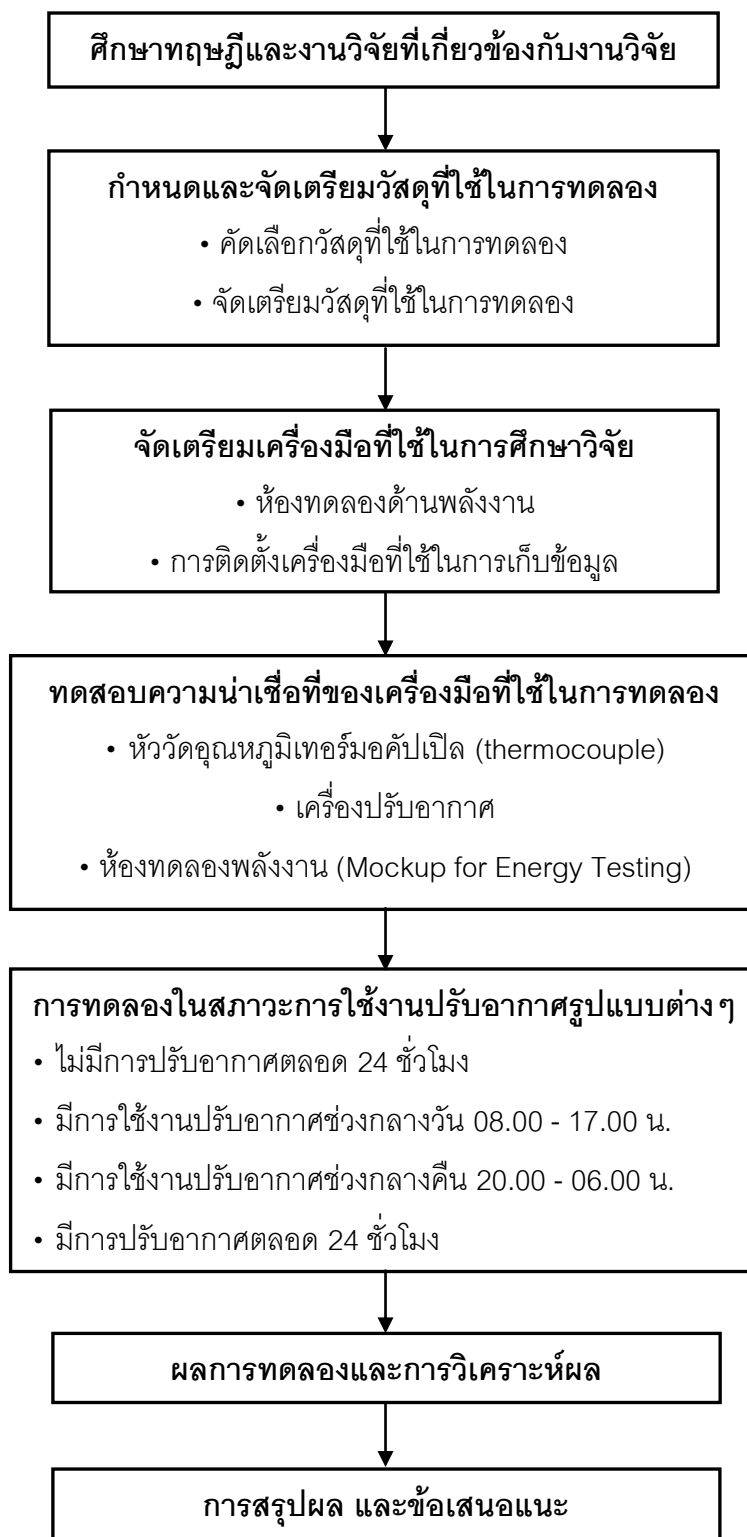 ศึกษาทฤษฎีและงานวิจัยที่เกี่ยวข้องกับงานวิจัย
กำหนดและจัดเตรียมวัสดุที่ใช้ในการทดลอง
• คัดเลือกวัสดุที่ใช้ในการทดลอง
• จัดเตรียมวัสดุที่ใช้ในการทดลอง
จัดเตรียมเครื่องมือที่ใช้ในการศึกษาวิจัย
• ห้องทดลองด้านพลังงาน
• การติดตั้งเครื่องมือที่ใช้ในการเก็บข้อมูล
ทดสอบความน่าเชื่อที่ของเครื่องมือที่ใช้ในการทดลอง
• หัววัดอุณหภูมิเทอร์มอคัปเปิล (thermocouple)
• เครื่องปรับอากาศ
• ห้องทดลองพลังงาน (Mockup for Energy Testing)
การทดลองในสภาวะการใช้งานปรับอากาศรูปแบบต่างๆ
• ไม่มีการปรับอากาศตลอด 24 ชั่วโมง
• มีการใช้งานปรับอากาศช่วงกลางวัน 08.00 - 17.00 น.
• มีการใช้งานปรับอากาศช่วงกลางคืน 20.00 - 06.00 น.
• มีการปรับอากาศตลอด 24 ชั่วโมง
ผลการทดลองและการวิเคราะห์ผล
การสรุปผล และข้อเสนอแนะ